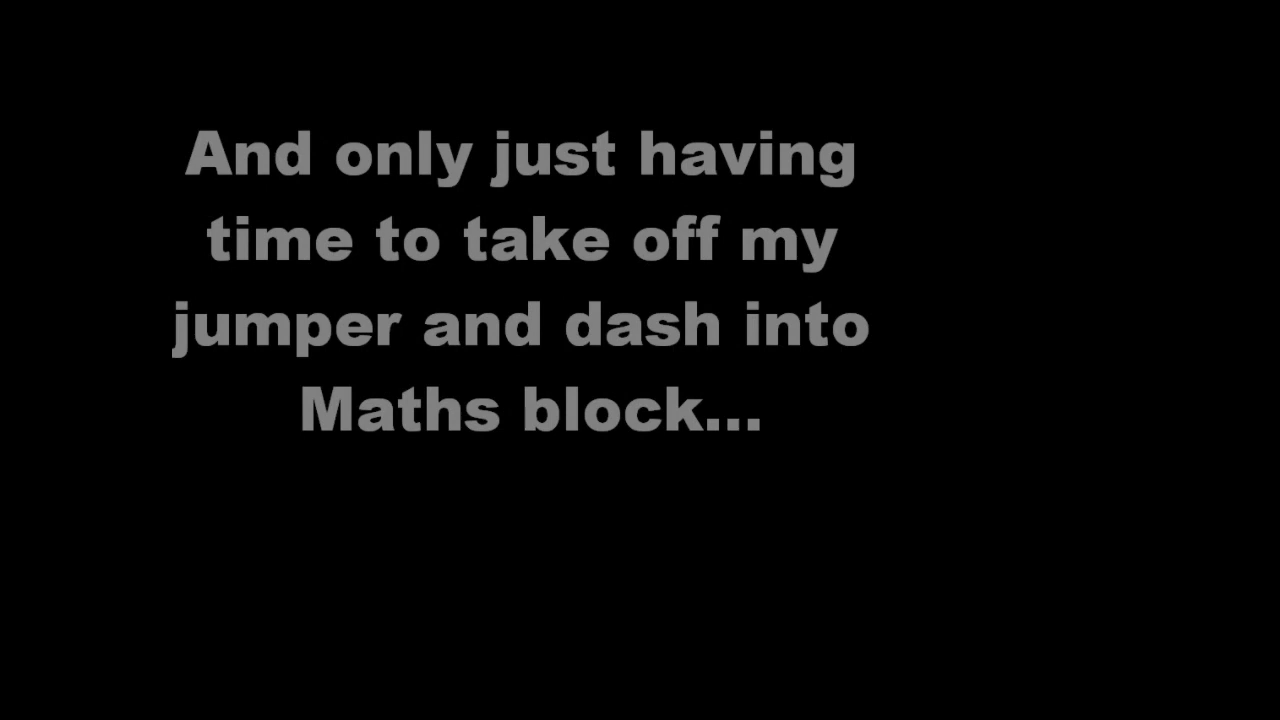 And only just having
time to take off my
jumper and dash into
Maths block...